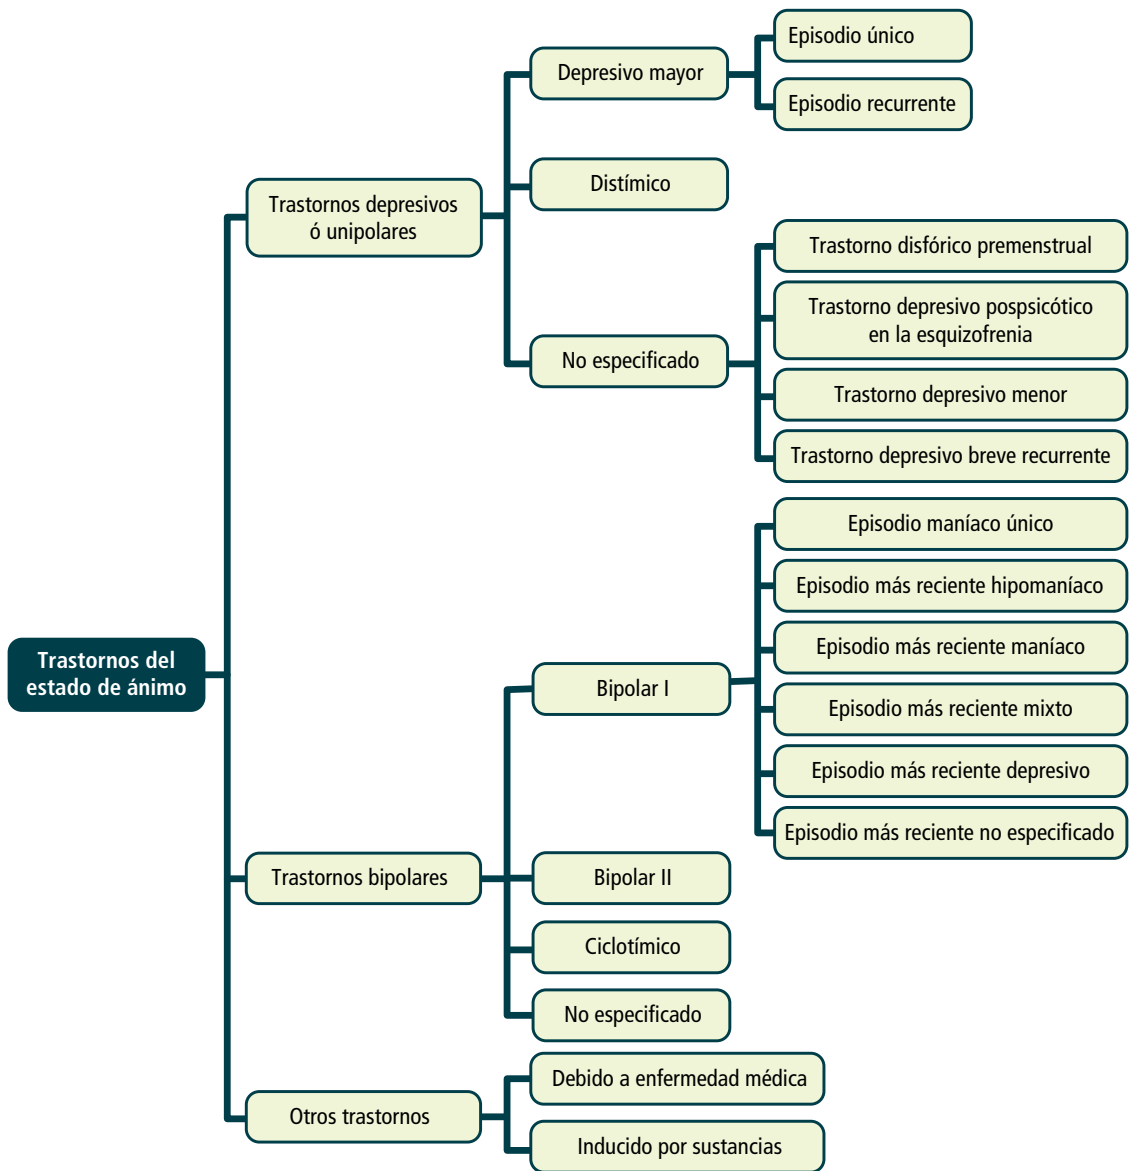 Trastornos del
estado de ánimo
Trastornos depresivos
ó unipolares
Depresivo mayor
Episodio único
Episodio recurrente
Distímico
No especificado
Trastorno disfórico premenstrual
Trastorno depresivo pospsicótico
en la esquizofrenia
Trastorno depresivo menor
Trastorno depresivo breve recurrente
Trastornos bipolares
Bipolar I
Episodio maníaco único
Episodio más reciente hipomaníaco
Episodio más reciente maníaco
Episodio más reciente mixto
Episodio más reciente depresivo
Episodio más reciente no especificado
Bipolar II
Ciclotímico
No especificado
Otros trastornos
Debido a enfermedad médica
Inducido por sustancias